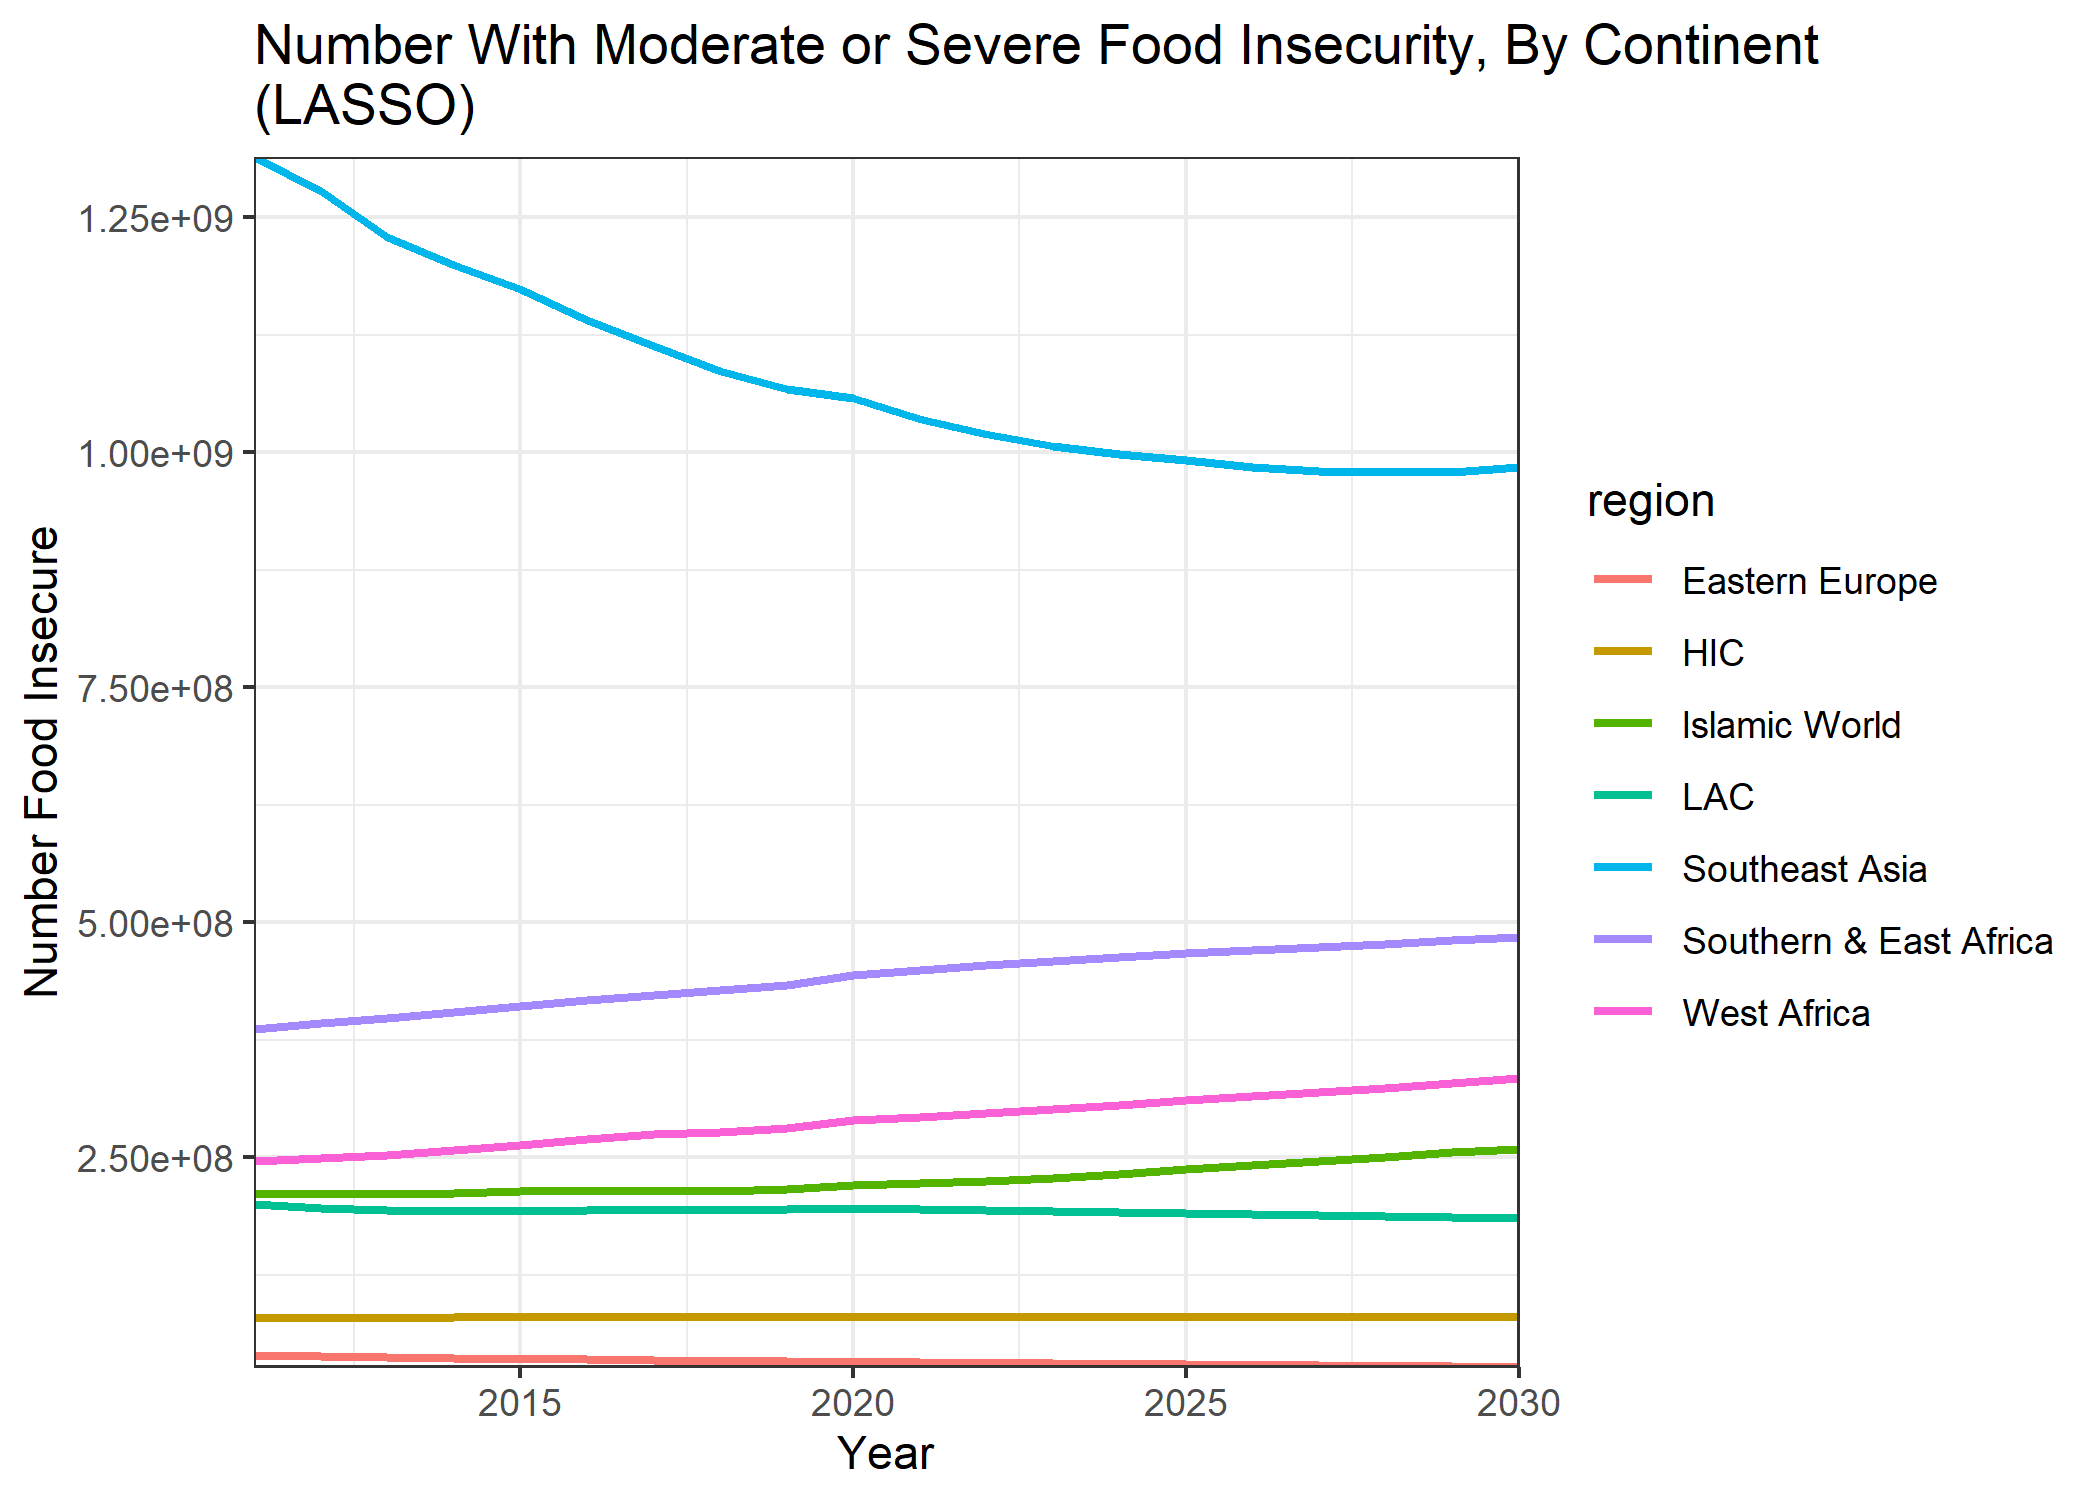 Number With Moderate or Severe Food Insecurity, By Continent
(LASSO)
1.25e+09
1.00e+09
7.50e+08
5.00e+08
2.50e+08
Number Food Insecure
2015
2020
2025
2030
Year
region
Eastern Europe
HIC
Islamic World
LAC
Southeast Asia
Southern & East Africa
West Africa